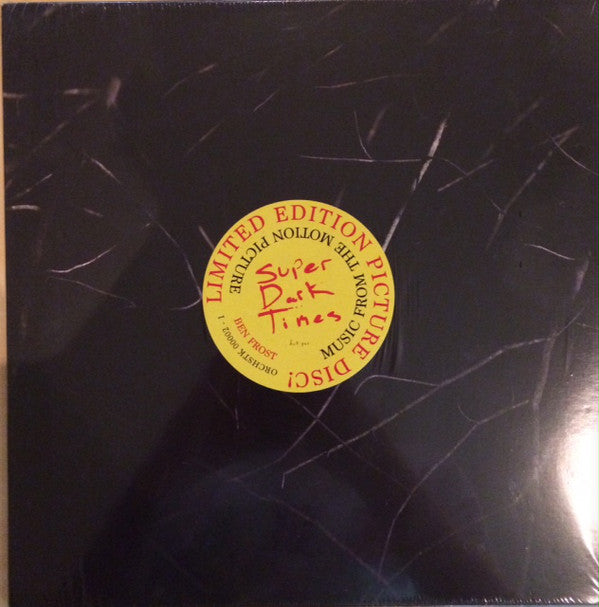 LIMITED EDITION PICTURE DISC!
MUSIC FROM THE MOTION PICTURE
Super
Dark
Times
BEN FROST
ORCHSTK 00002 - 1